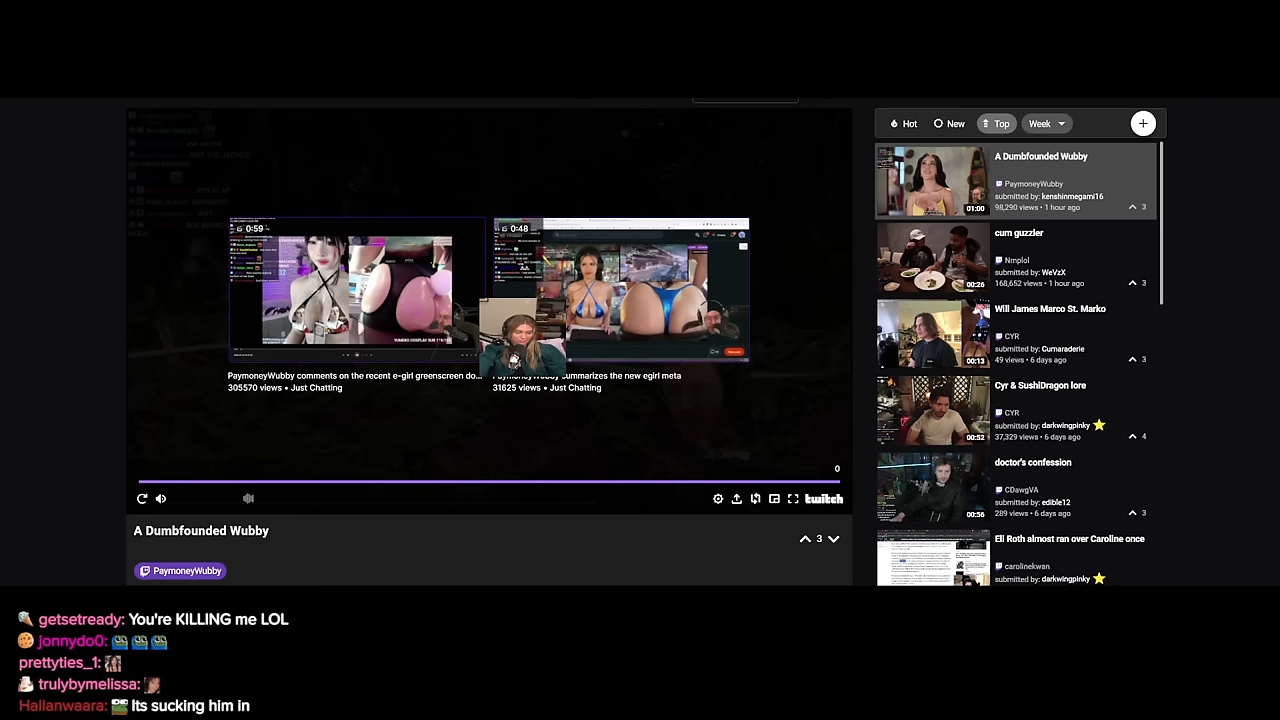 Hot
New
Top
Week
A Dumbfounded Wubby
PaymoneyWubby
submitted by: kenshinmegami16
98,290 views • 1 hour ago
3
01:00
cum guzzler
Nmplol
submitted by: WeVzX
168,652 views • 1 hour ago
3
00:26
Will James Marco St. Marko
CYR
submitted by: Cumaraderie
49 views • 6 days ago
3
00:13
Cyr & SushiDragon lore
CYR
submitted by: darkwingpinky
37,329 views • 6 days ago
4
00:52
doctor's confession
CDawgVA
submitted by: edible12
289 views • 6 days ago
3
00:56
Eli Roth almost ran over Caroline once
carolinekwan
submitted by: darkwing
0:59
0:48
PaymoneyWubby comments on the recent e-girl greenscreen do...
305570 views • Just Chatting
summarizes the new egirl meta
31625 views • Just Chatting
0
twitch
A Dumbfounded Wubby
3
getsetready: You're KILLING me LOL
jonnydo0:
prettyties_1:
trulybymelissa:
Hallanwaara: Its sucking him in